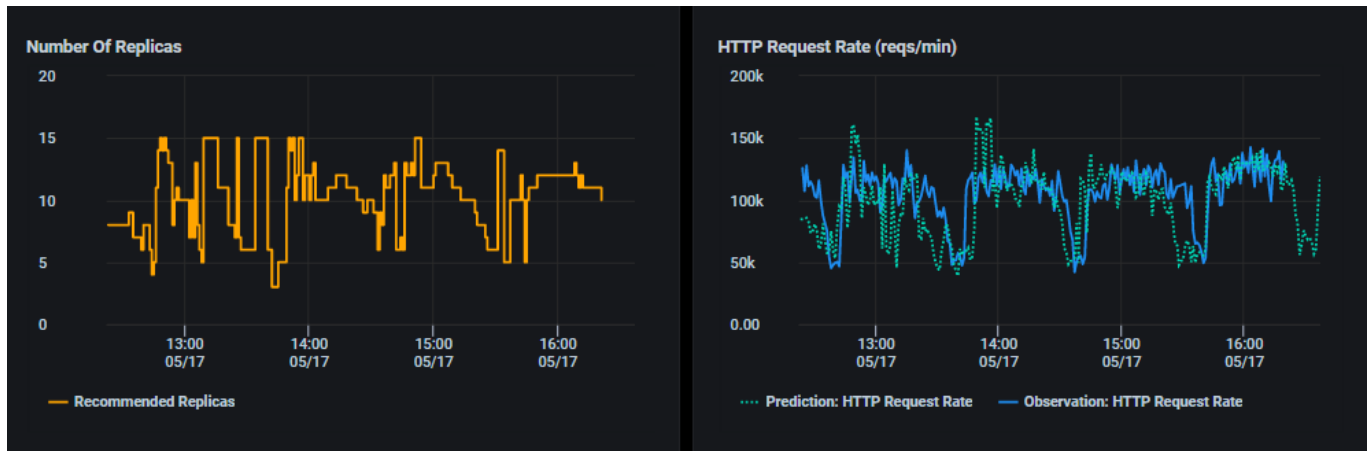 Number Of Replicas
20
15
10
5
0
13:00
05/17
14:00
05/17
15:00
05/17
16:00
05/17
Recommended Replicas
HTTP Request Rate (reqs/min)
200k
150k
100k
50k
0.00
13:00
05/17
14:00
05/17
15:00
05/17
16:00
05/17
Prediction: HTTP Request Rate
Observation: HTTP Request Rate